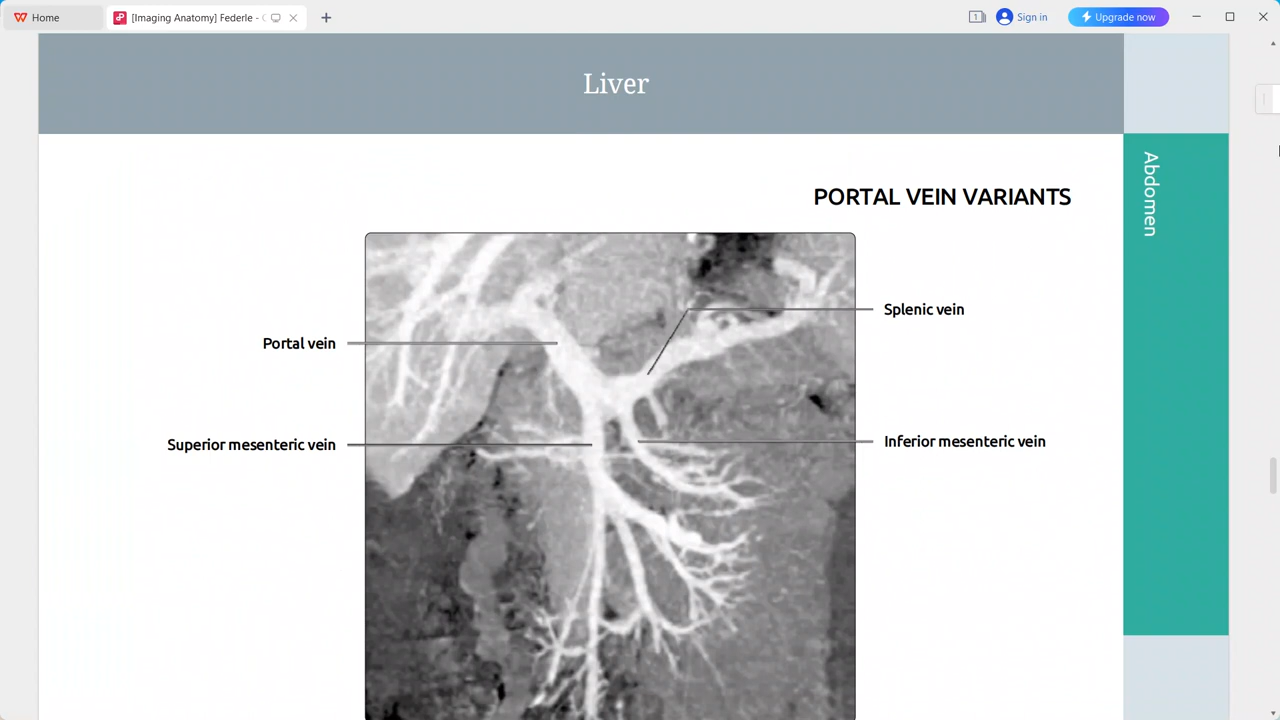 Home
[Imaging Anatomy] Federle -
Sign in
Upgrade now
Liver
Abdomen
PORTAL VEIN VARIANTS
Splenic vein
Portal vein
Superior mesenteric vein
Inferior mesenteric vein